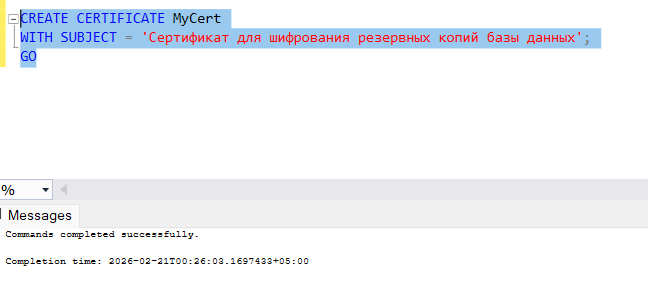 CREATE CERTIFICATE MyCert
WITH SUBJECT = 'Сертификат для шифрования резервных копий базы данных';
GO
%
Messages
Commands completed successfully.
Completion time: 2026-02-21T00:26:03.1697433+05:00